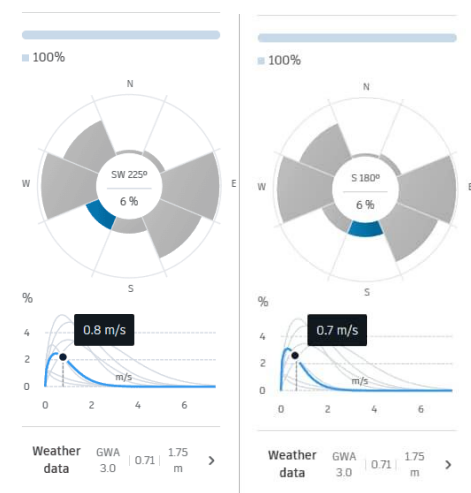 100%
N
W
E
SW 225º
6 %
S
%
0.8 m/s
4
2
0
m/s
0
2
4
6
Weather data
GWA 3.0
0.71
1.75 m
>
100%
N
W
E
S 180º
6 %
S
%
0.7 m/s
4
2
0
m/s
0
2
4
6
Weather data
GWA 3.0
0.71
1.75 m
>